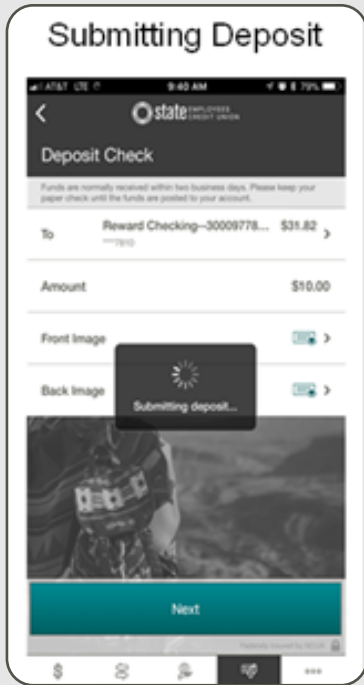 Submitting Deposit
AT&T LTE 9:40 AM 79%
state EMPLOYEES
CREDIT UNION
Deposit Check
Funds are normally received within two business days. Please keep your
paper check until the funds are posted to your account.
To Reward Checking--30009778... $31.82
Amount $10.00
Front Image
Back Image
Submitting deposit...
Next
Federally Insured by NCUA